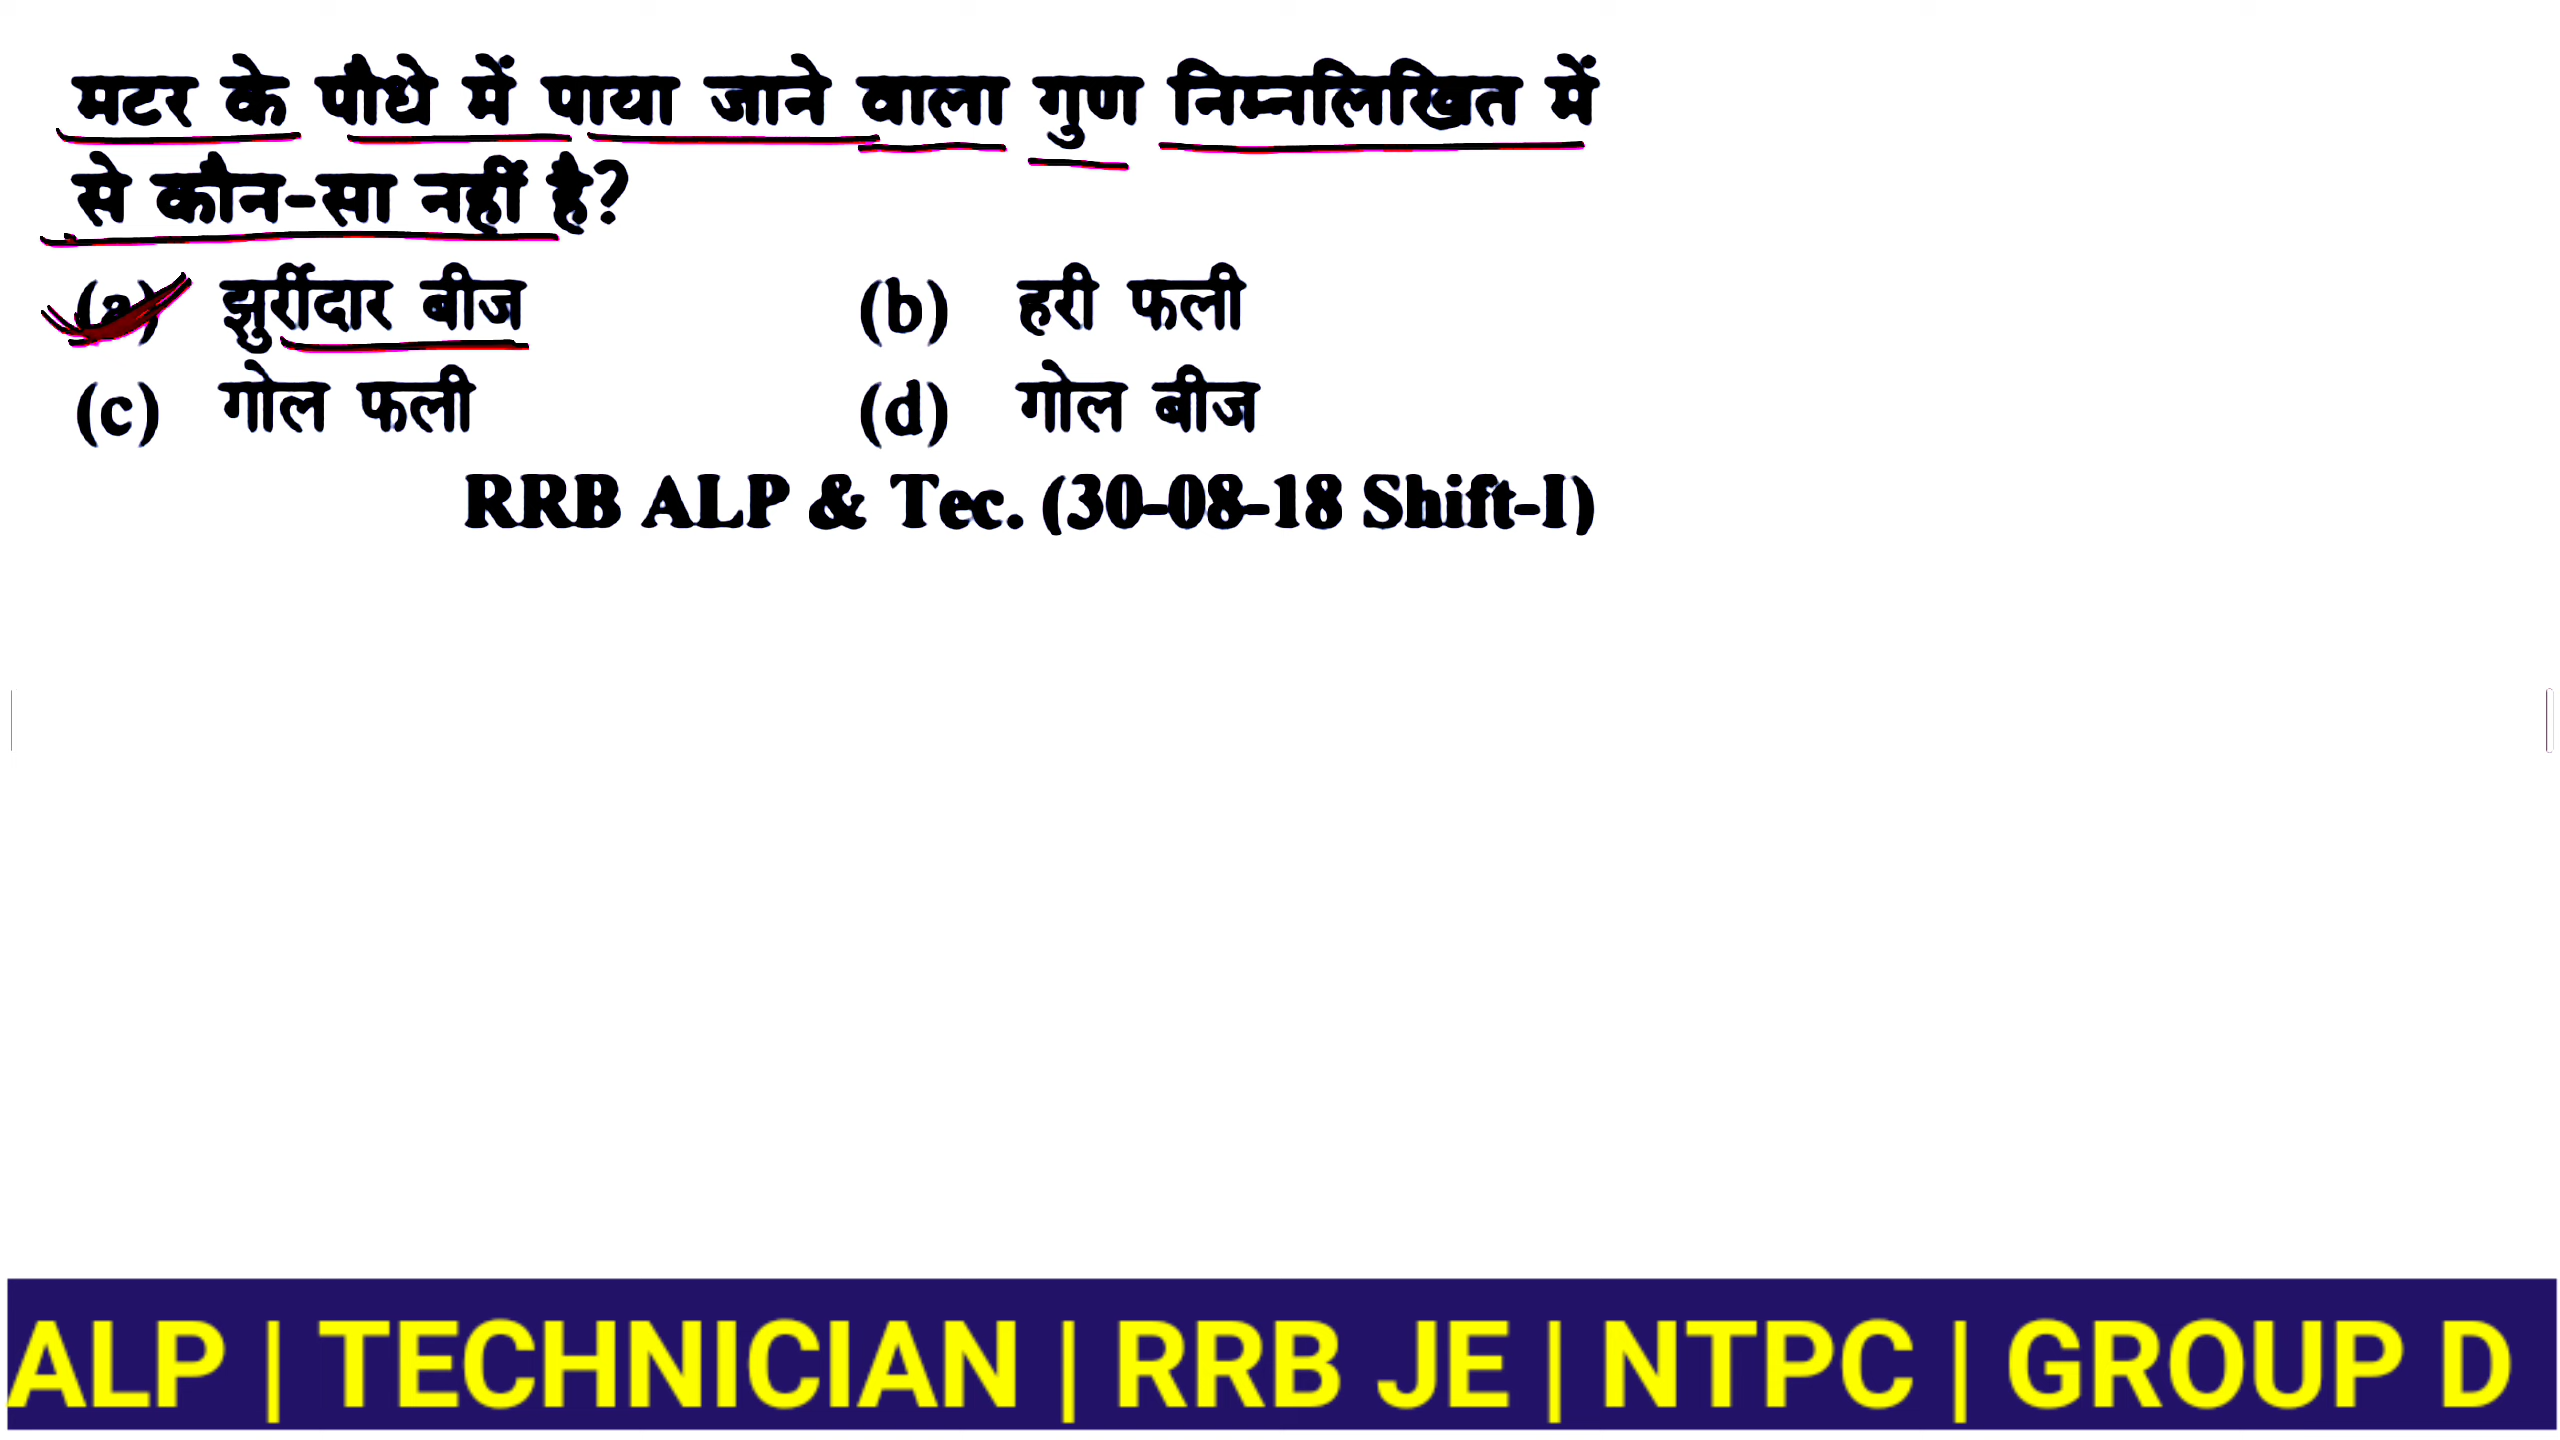 मटर के पौधे में पाया जाने वाला गुण निम्नलिखित में
से कौन-सा नहीं है?
(a) झुर्रीदार बीज (b) हरी फली
(c) गोल फली (d) गोल बीज
RRB ALP & Tec. (30-08-18 Shift-I)
ALP | TECHNICIAN | RRB JE | NTPC | GROUP D